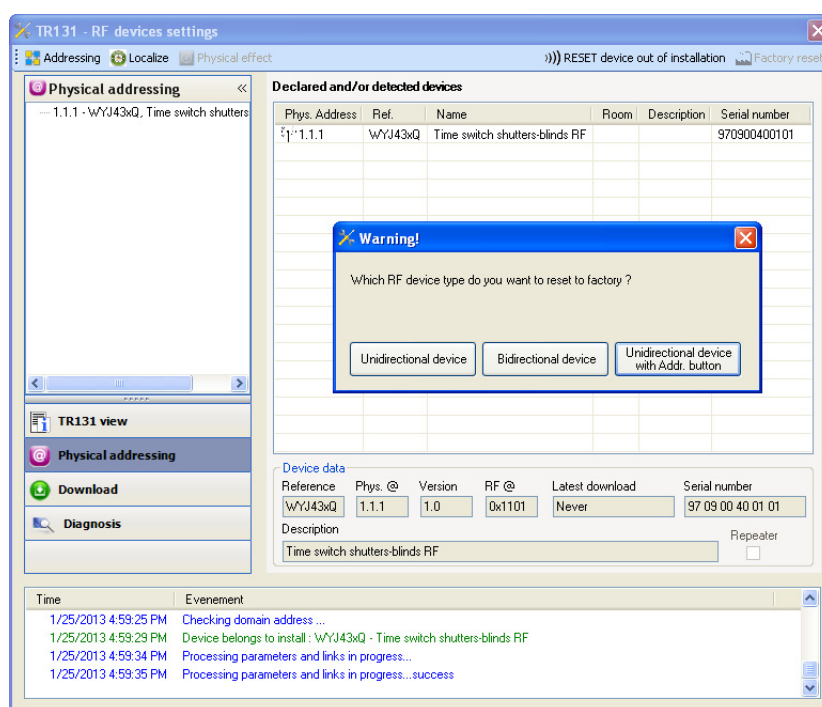 TR131 - RF devices settings
Addressing Localize Physical effect RESET device out of installation Factory reset
Physical addressing
1.1.1 - WYJ43xQ, Time switch shutters
Declared and/or detected devices
Phys. Address Ref. Name Room Description Serial number
1.1.1 WYJ43xQ Time switch shutters-blinds RF 970900400101
Warning!
Which RF device type do you want to reset to factory ?
Unidirectional device
Bidirectional device
Unidirectional device
with Addr. button
TR131 view
Physical addressing
Download
Diagnosis
Device data
Reference Phys. @ Version RF @ Latest download Serial number
WYJ43xQ 1.1.1 1.0 0x1101 Never 97 09 00 40 01 01
Description
Repeater
Time switch shutters-blinds RF
Time Evenement
1/25/2013 4:59:25 PM Checking domain address ...
1/25/2013 4:59:29 PM Device belongs to install : WYJ43xQ - Time switch shutters-blinds RF
1/25/2013 4:59:34 PM Processing parameters and links in progress...
1/25/2013 4:59:35 PM Processing parameters and links in progress...success